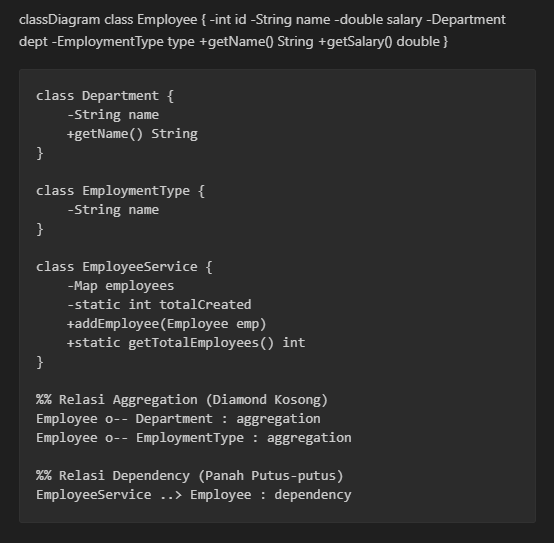 classDiagram class Employee { -int id -String name -double salary -Department
dept -EmploymentType type +getName() String +getSalary() double }
class Department {
    -String name
    +getName() String
}
class EmploymentType {
    -String name
}
class EmployeeService {
    -Map employees
    -static int totalCreated
    +addEmployee(Employee emp)
    +static getTotalEmployees() int
}
%% Relasi Aggregation (Diamond Kosong)
Employee o-- Department : aggregation
Employee o-- EmploymentType : aggregation
%% Relasi Dependency (Panah Putus-putus)
EmployeeService ..> Employee : dependency